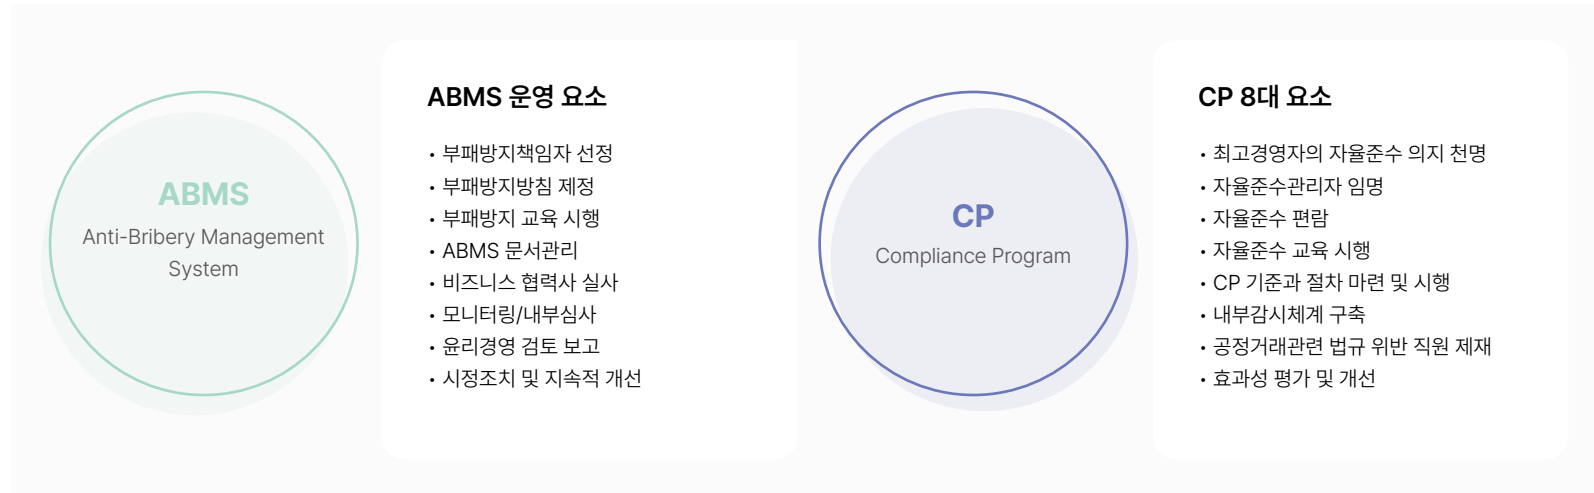 ABMS
Anti-Bribery Management
System
ABMS 운영 요소
• 부패방지책임자 선정
• 부패방지방침 제정
• 부패방지 교육 시행
• ABMS 문서관리
• 비즈니스 협력사 실사
• 모니터링/내부심사
• 윤리경영 검토 보고
• 시정조치 및 지속적 개선
CP
Compliance Program
CP 8대 요소
• 최고경영자의 자율준수 의지 천명
• 자율준수관리자 임명
• 자율준수 편람
• 자율준수 교육 시행
• CP 기준과 절차 마련 및 시행
• 내부감시체계 구축
• 공정거래관련 법규 위반 직원 제재
• 효과성 평가 및 개선